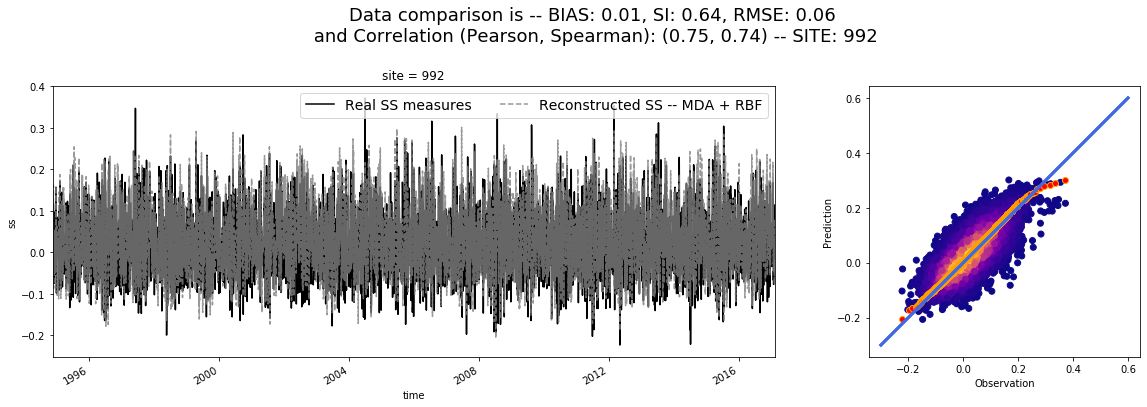 Data comparison is -- BIAS: 0.01, SI: 0.64, RMSE: 0.06
and Correlation (Pearson, Spearman): (0.75, 0.74) -- SITE: 992
site = 992
Real SS measures
Reconstructed SS -- MDA + RBF
0.4
0.3
0.2
0.1
0.0
−0.1
−0.2
ss
1996
2000
2004
2008
2012
2016
time
0.6
0.4
0.2
0.0
−0.2
Prediction
−0.2
0.0
0.2
0.4
0.6
Observation